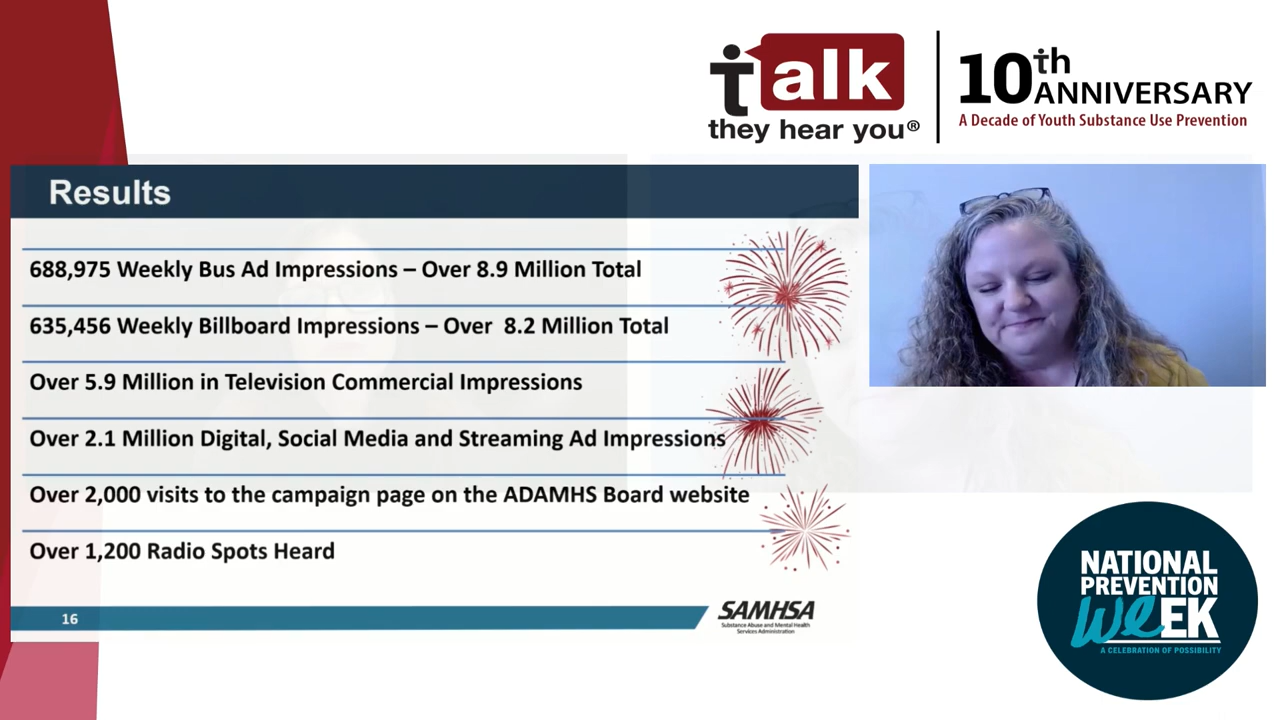 talk
they hear you®
10th
ANNIVERSARY
A Decade of Youth Substance Use Prevention
Results
688,975 Weekly Bus Ad Impressions – Over 8.9 Million Total
635,456 Weekly Billboard Impressions – Over 8.2 Million Total
Over 5.9 Million in Television Commercial Impressions
Over 2.1 Million Digital, Social Media and Streaming Ad Impressions
Over 2,000 visits to the campaign page on the ADAMHS Board website
Over 1,200 Radio Spots Heard
16
SAMHSA
Substance Abuse and Mental Health
Services Administration
NATIONAL
PREVENTION
WEEK
A CELEBRATION OF POSSIBILITY